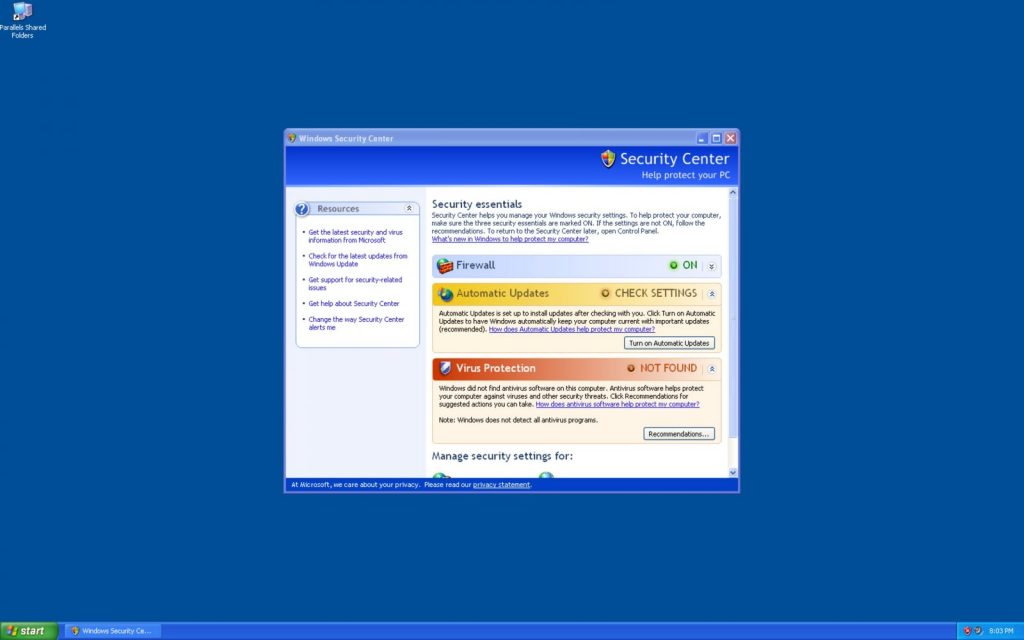 Parallels Shared
Folders
Windows Security Center
Security Center
Help protect your PC
Resources
Get the latest security and virus
information from Microsoft
Check for the latest updates from
Windows Update
Get support for security-related
issues
Get help about Security Center
Change the way Security Center
alerts me
Security essentials
Security Center helps you manage your Windows security settings. To help protect your computer,
make sure the three security essentials are marked ON. If the settings are not ON, follow the
recommendations. To return to the Security Center later, open Control Panel.
What's new in Windows to help protect my computer?
Firewall ON
Automatic Updates CHECK SETTINGS
Automatic Updates is set up to install updates after checking with you. Click Turn on Automatic
Updates to have Windows automatically keep your computer current with important updates
(recommended). How does Automatic Updates help protect my computer?
Turn on Automatic Updates
Virus Protection NOT FOUND
Windows did not find antivirus software on this computer. Antivirus software helps protect
your computer against viruses and other security threats. Click Recommendations for
suggested actions you can take. How does antivirus software help protect my computer?
Note: Windows does not detect all antivirus programs.
Recommendations...
Manage security settings for:
At Microsoft, we care about your privacy. Please read our privacy statement.
start
Windows Security Ce...
8:03 PM